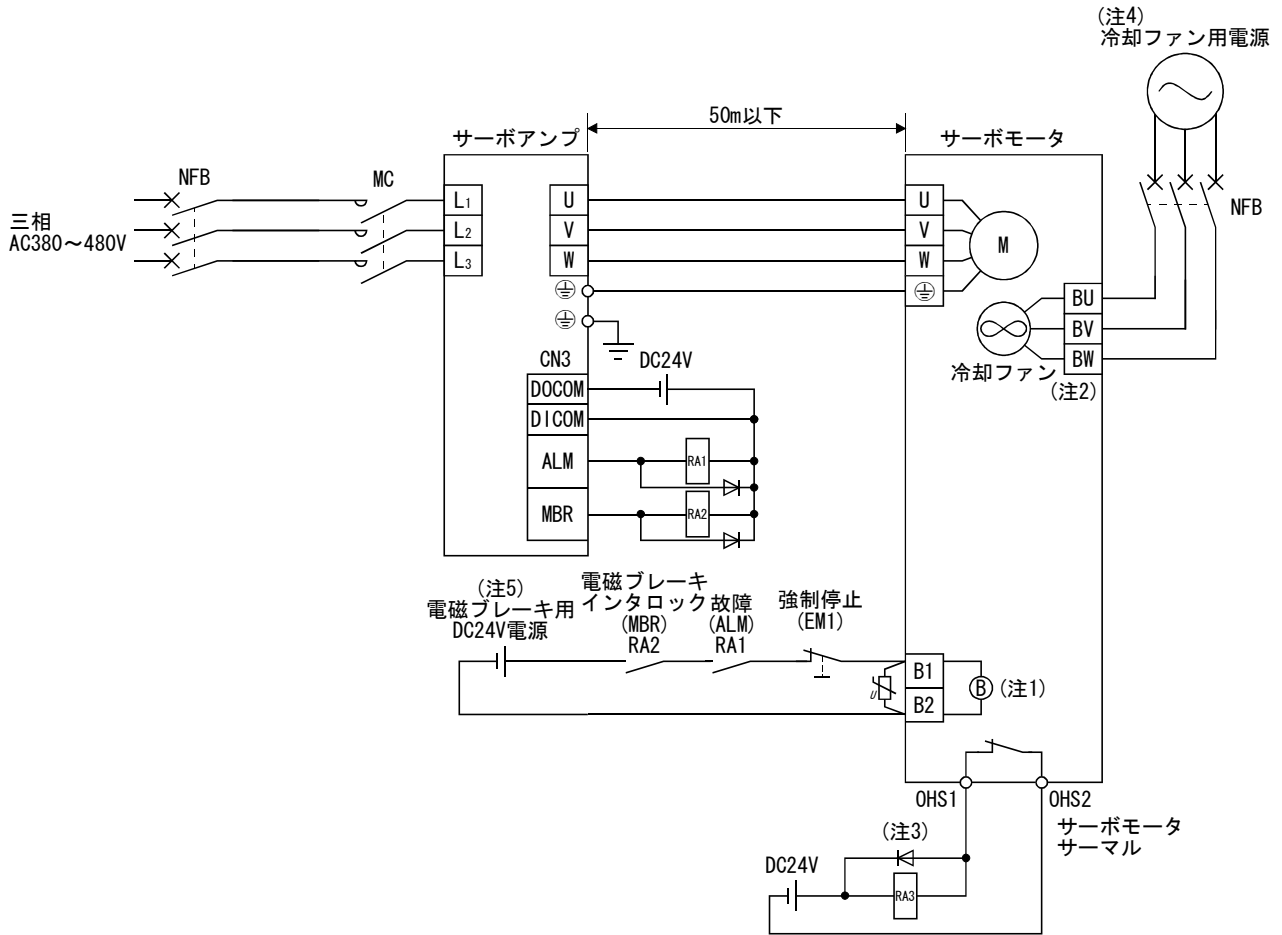 (注4)
冷却ファン用電源
50m以下
サーボアンプ
サーボモータ
NFB
MC
NFB
三相
AC380～480V
L1
L2
L3
U
V
W
U
V
W
M
BU
BV
BW
冷却ファン
(注2)
CN3
DC24V
DOCOM
DICOM
ALM
RA1
MBR
RA2
(注5)
電磁ブレーキ用
DC24V電源
電磁ブレーキ
インタロック
(MBR)
RA2
故障
(ALM)
RA1
強制停止
(EM1)
U
B1
B2
B
(注1)
OHS1
OHS2
サーボモータ
サーマル
(注3)
DC24V
RA3